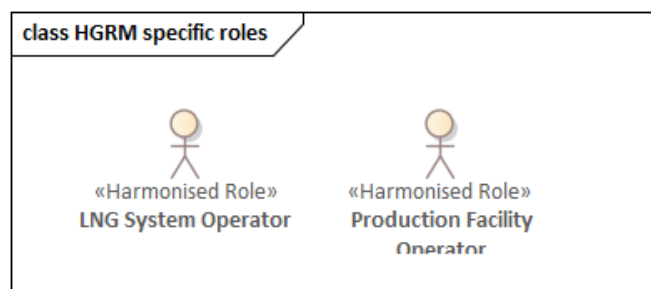 class HGRM specific roles
«Harmonised Role» «Harmonised Role»
LNG System Operator Production Facility
Operator